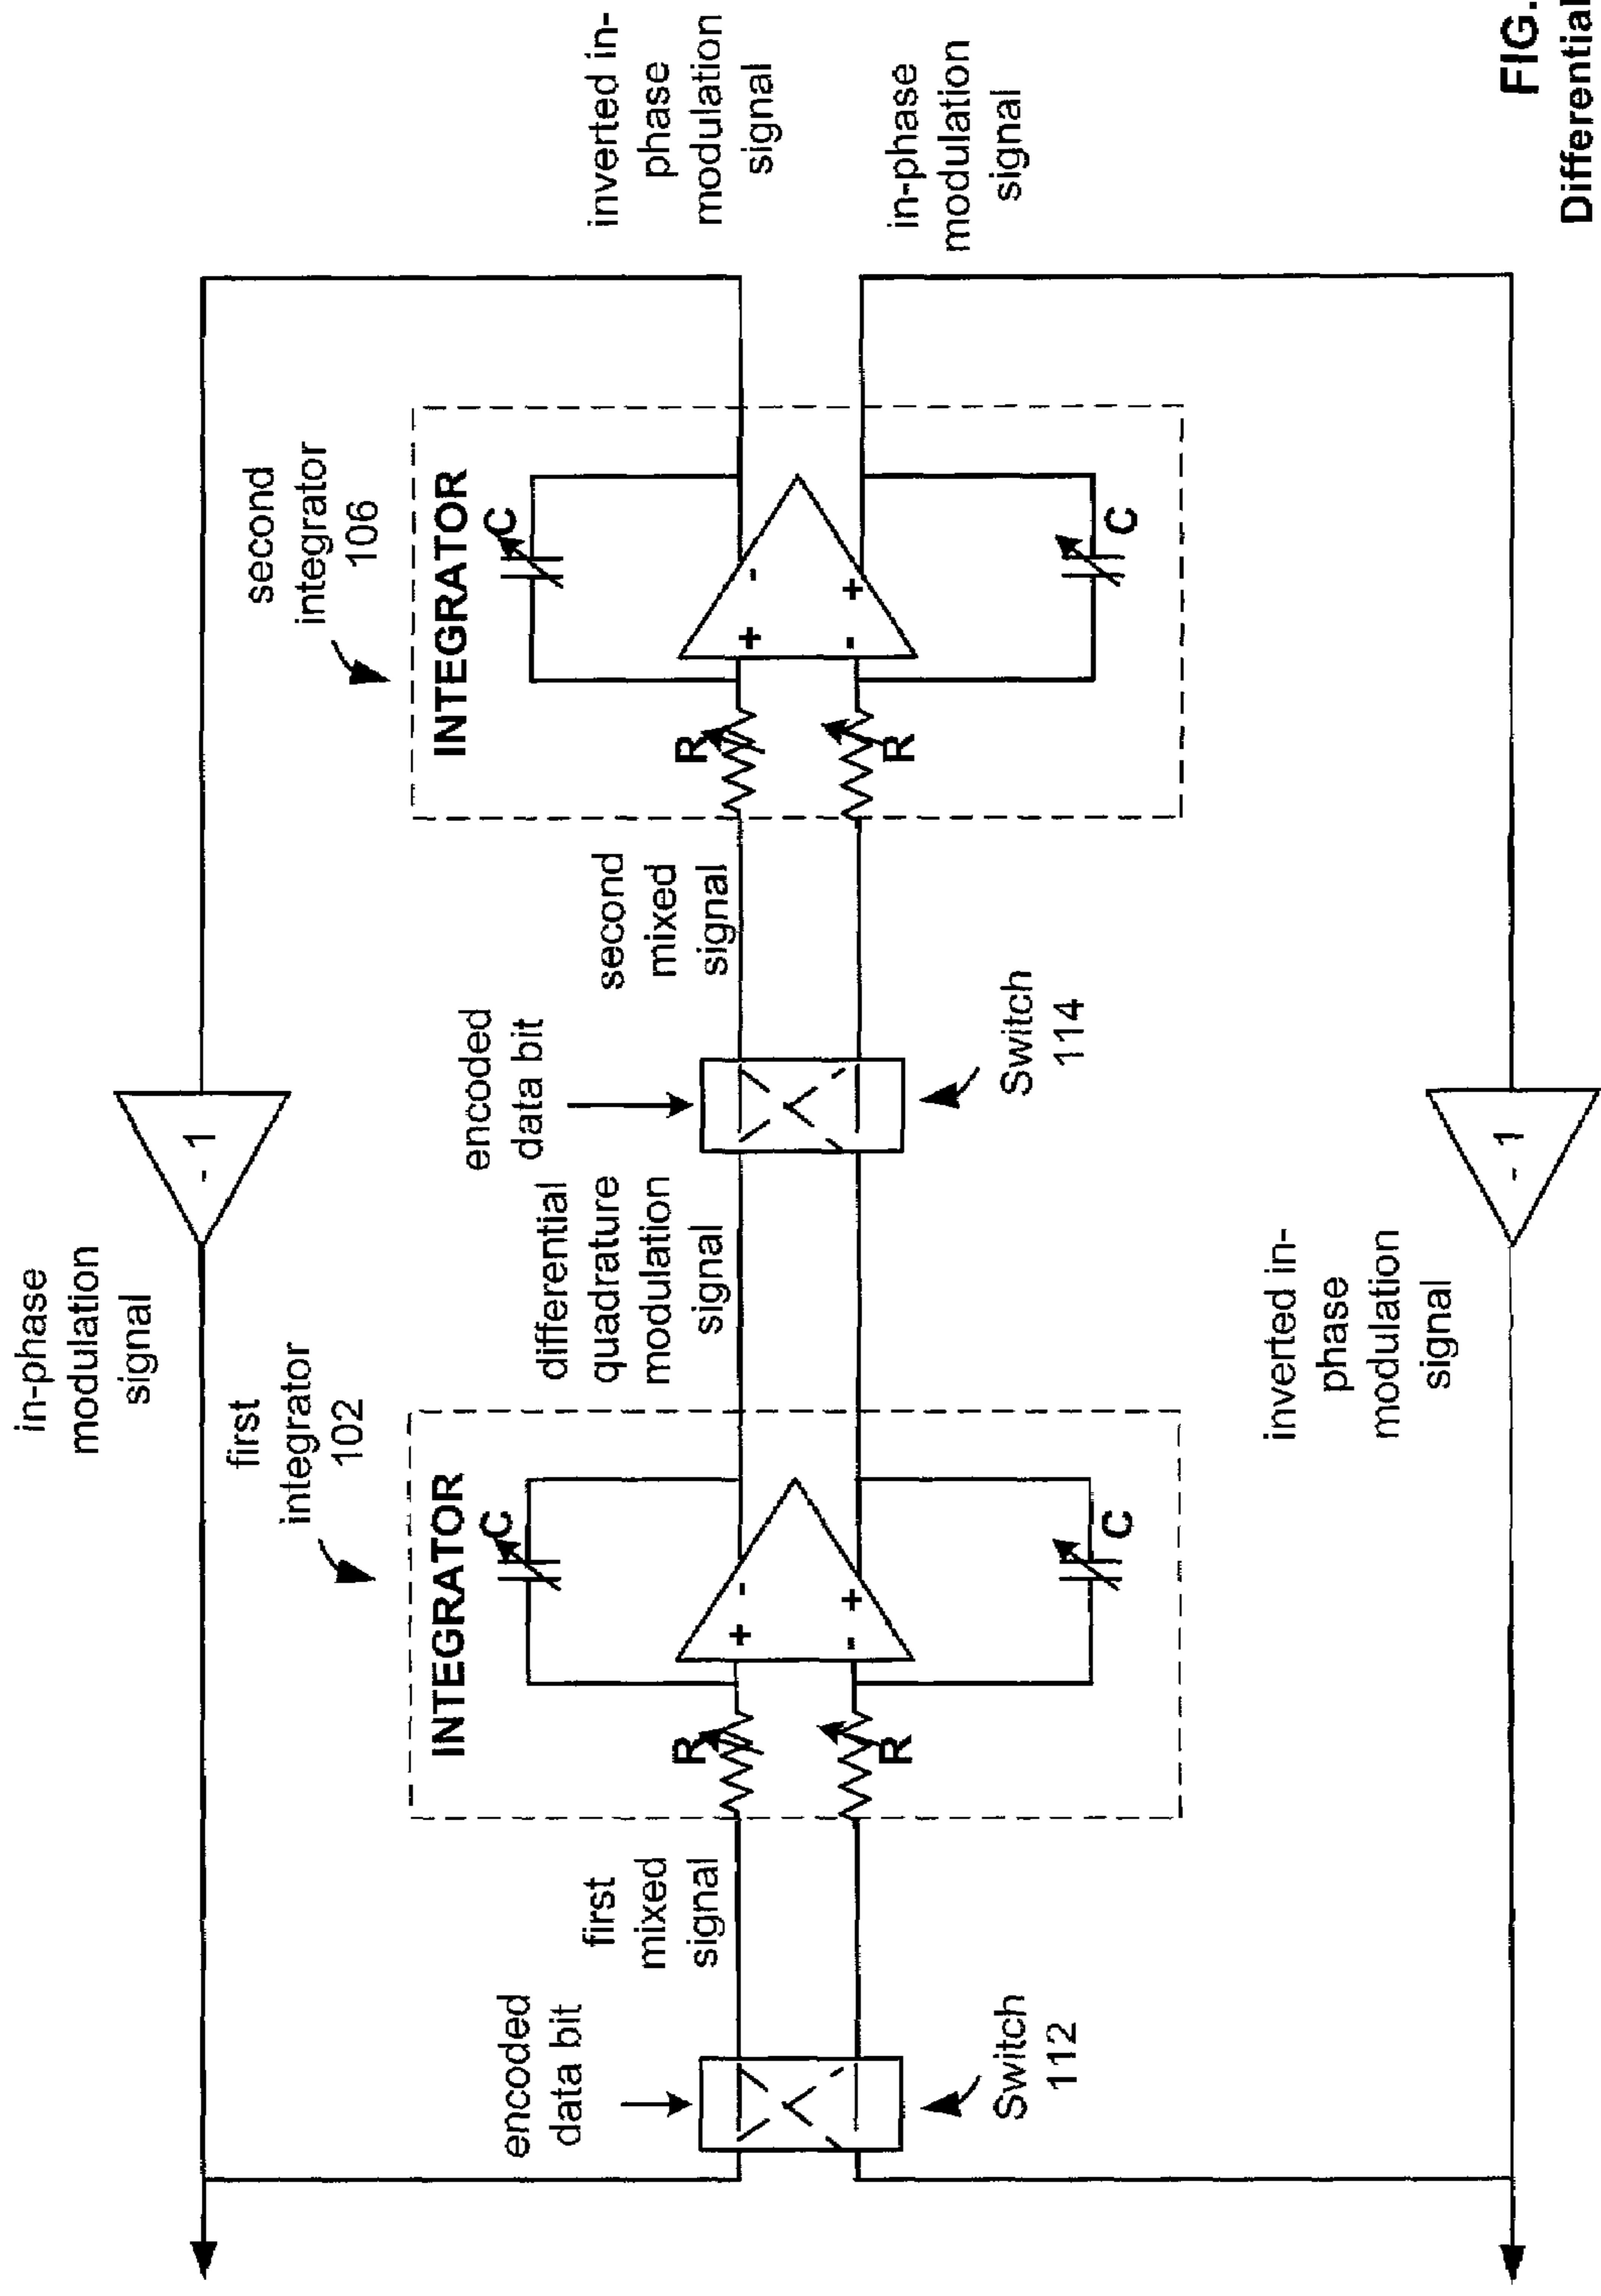 in-phase
modulation
signal
- 1
first
integrator
102
second
integrator
106
INTEGRATOR
C
R
+
-
-
+
R
C
INTEGRATOR
C
R
+
-
-
+
R
C
encoded
data bit
first
mixed
signal
Switch
112
differential
quadrature
modulation
signal
encoded
data bit
Switch
114
second
mixed
signal
inverted in-
phase
modulation
signal
in-phase
modulation
signal
inverted in-
phase
modulation
signal
- 1
FIG.
Differential